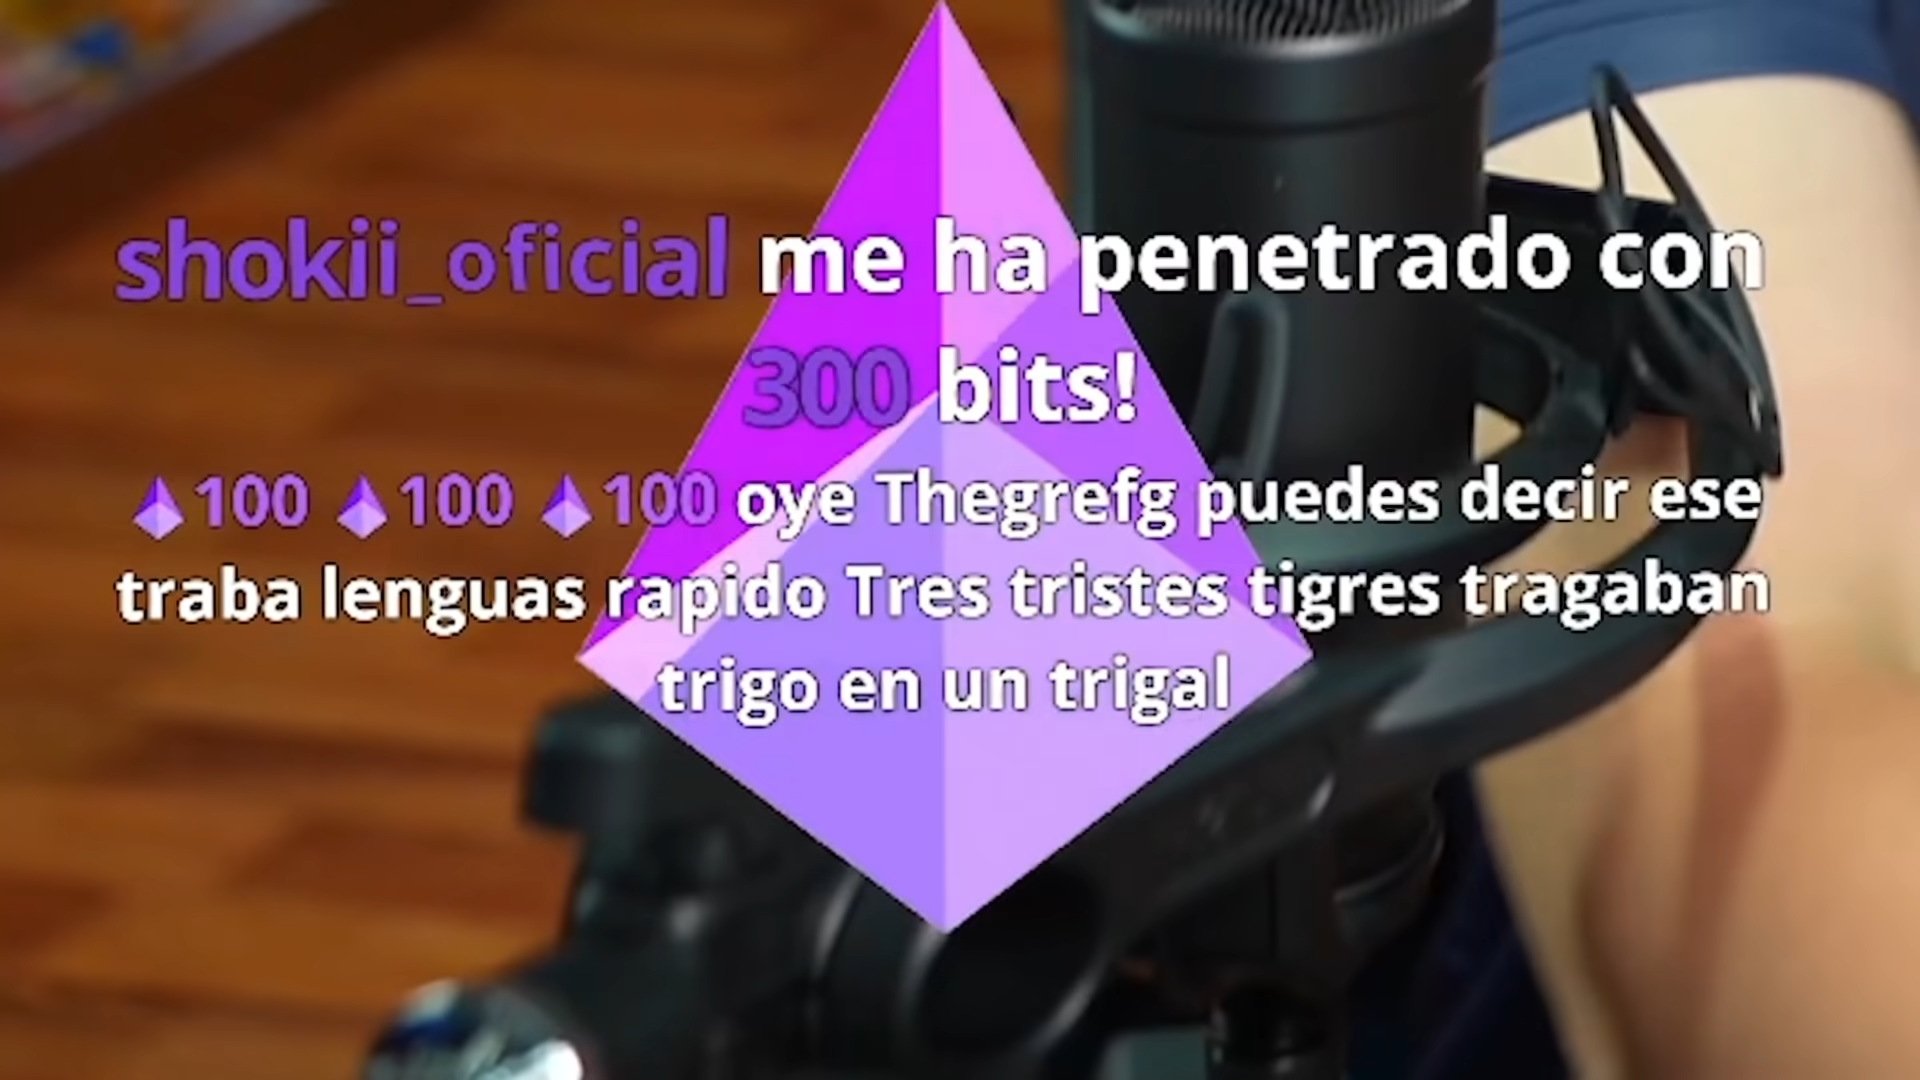 shokii_oficial me ha penetrado con
300 bits!
100 100 100 oye Thegrefg puedes decir ese
traba lenguas rapido Tres tristes tigres tragaban
trigo en un trigal